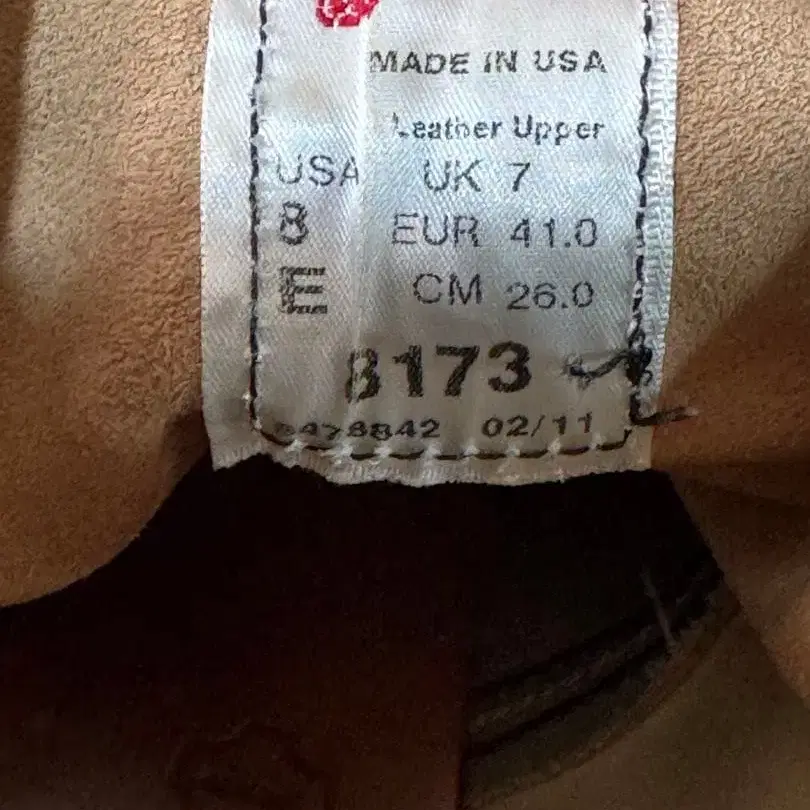 MADE IN USA
Leather Upper
USA UK 7
8 EUR 41.0
E CM 26.0
8173
02/11